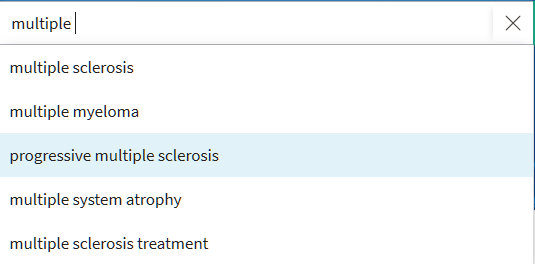 multiple
multiple sclerosis
multiple myeloma
progressive multiple sclerosis
multiple system atrophy
multiple sclerosis treatment